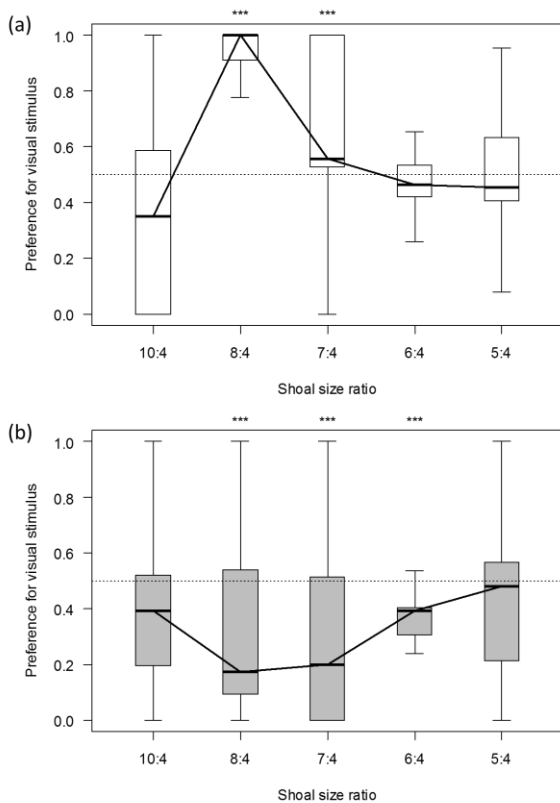 (a)
*** ***
1.0
0.8
0.6
0.4
0.2
0.0
Preference for visual stimulus
10:4 8:4 7:4 6:4 5:4
Shoal size ratio
(b)
*** *** ***
1.0
0.8
0.6
0.4
0.2
0.0
Preference for visual stimulus
10:4 8:4 7:4 6:4 5:4
Shoal size ratio